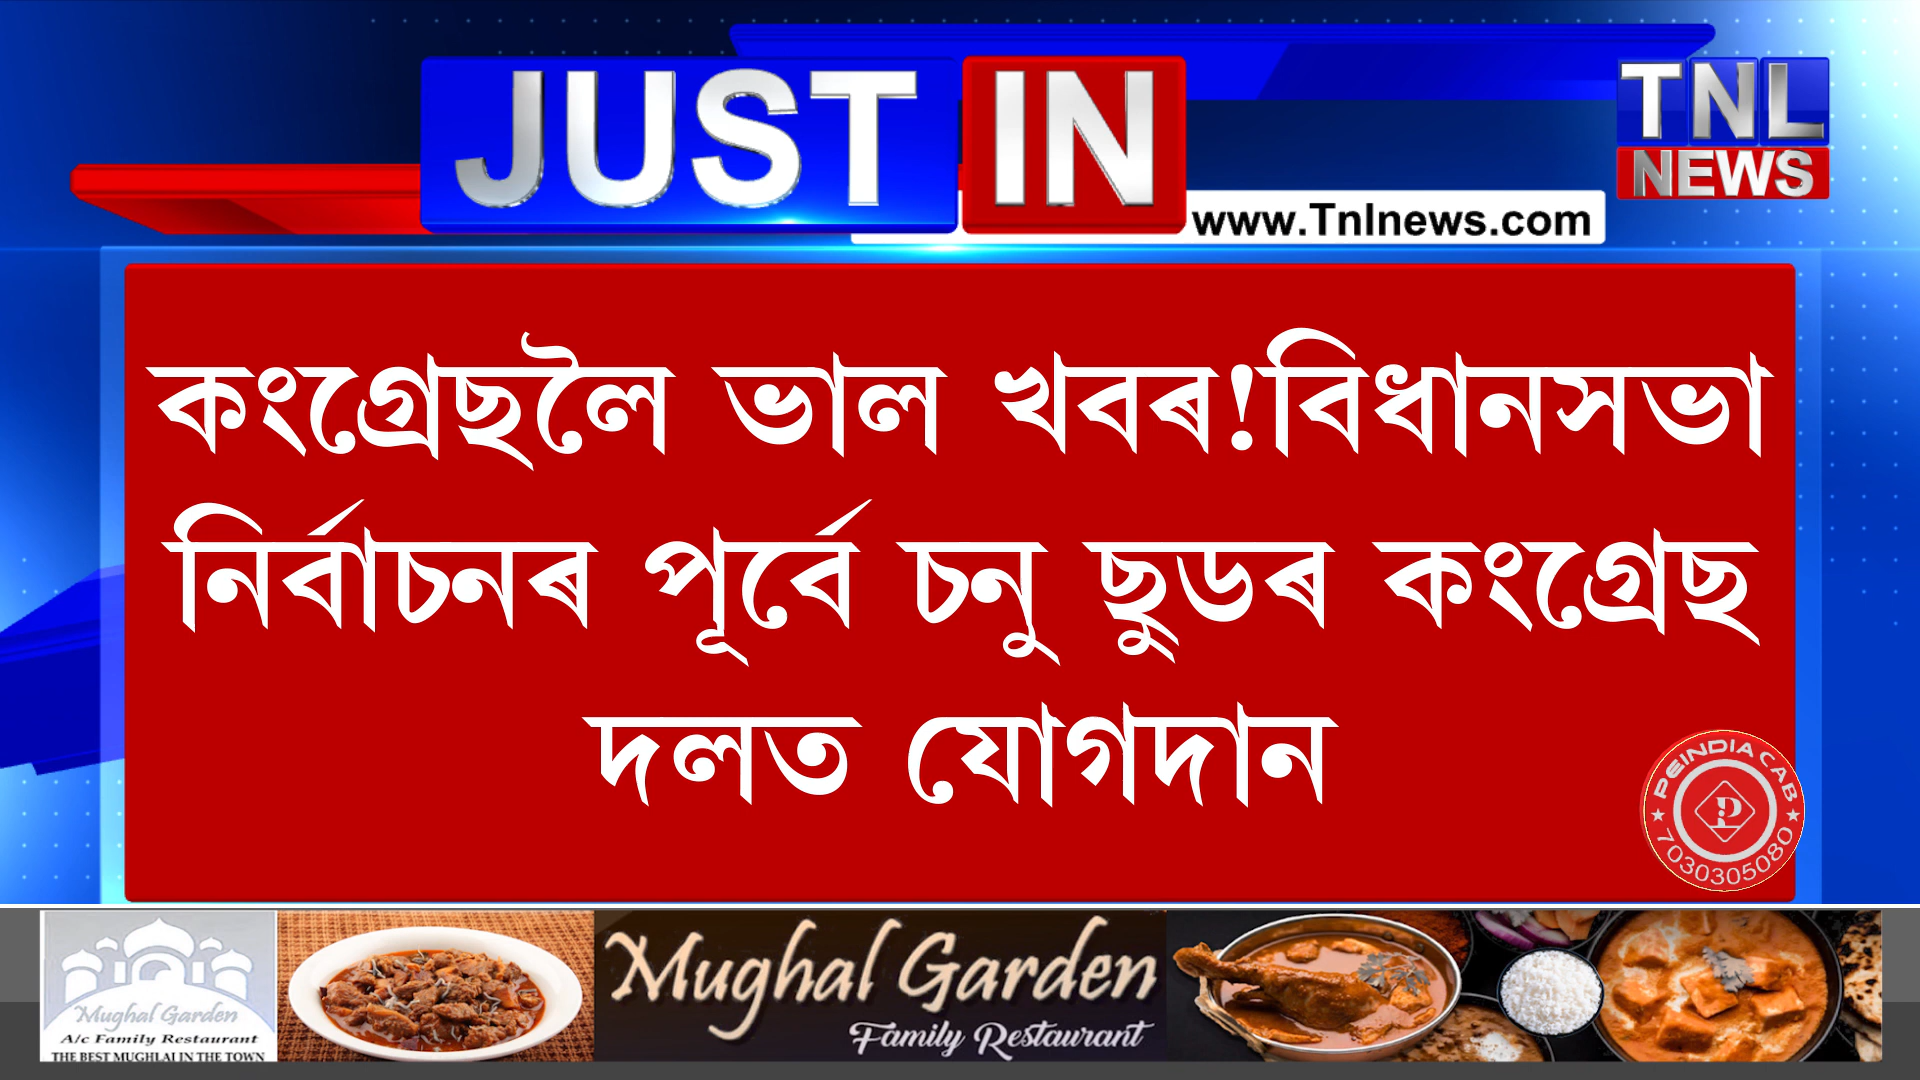 JUST IN
TNL
NEWS
www.Tnlnews.com
কংগ্ৰেছলৈ ভাল খবৰ!বিধানসভা
নিৰ্বাচনৰ পূৰ্বে চনু ছুডৰ কংগ্ৰেছ
দলত যোগদান
PEINDIA CAB
P
7030305080
Mughal Garden
A/c Family Restaurant
THE BEST MUGHLAI IN THE TOWN
Mughal Garden
Family Restaurant